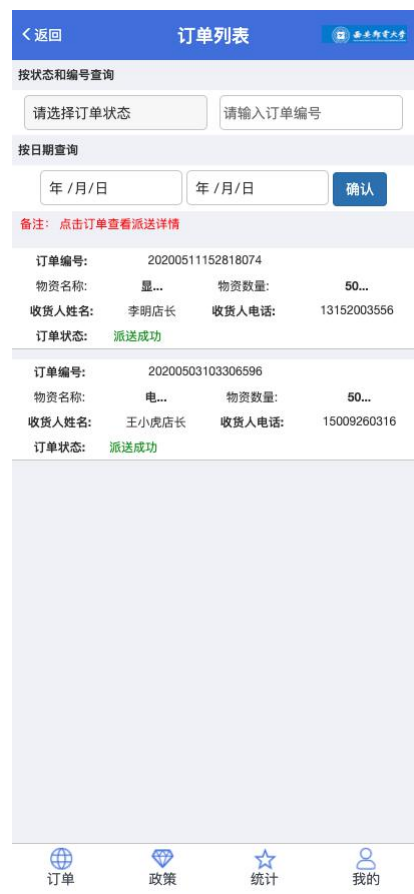 返回 订单列表 西安邮电大学
按状态和编号查询
请选择订单状态 请输入订单编号
按日期查询
年 /月/日 年 /月/日 确认
备注: 点击订单查看派送详情
订单编号: 20200511152818074
物资名称: 显... 物资数量: 50...
收货人姓名: 李明店长 收货人电话: 13152003556
订单状态: 派送成功
订单编号: 20200503103306596
物资名称: 电... 物资数量: 50...
收货人姓名: 王小虎店长 收货人电话: 15009260316
订单状态: 派送成功
订单 政策 统计 我的